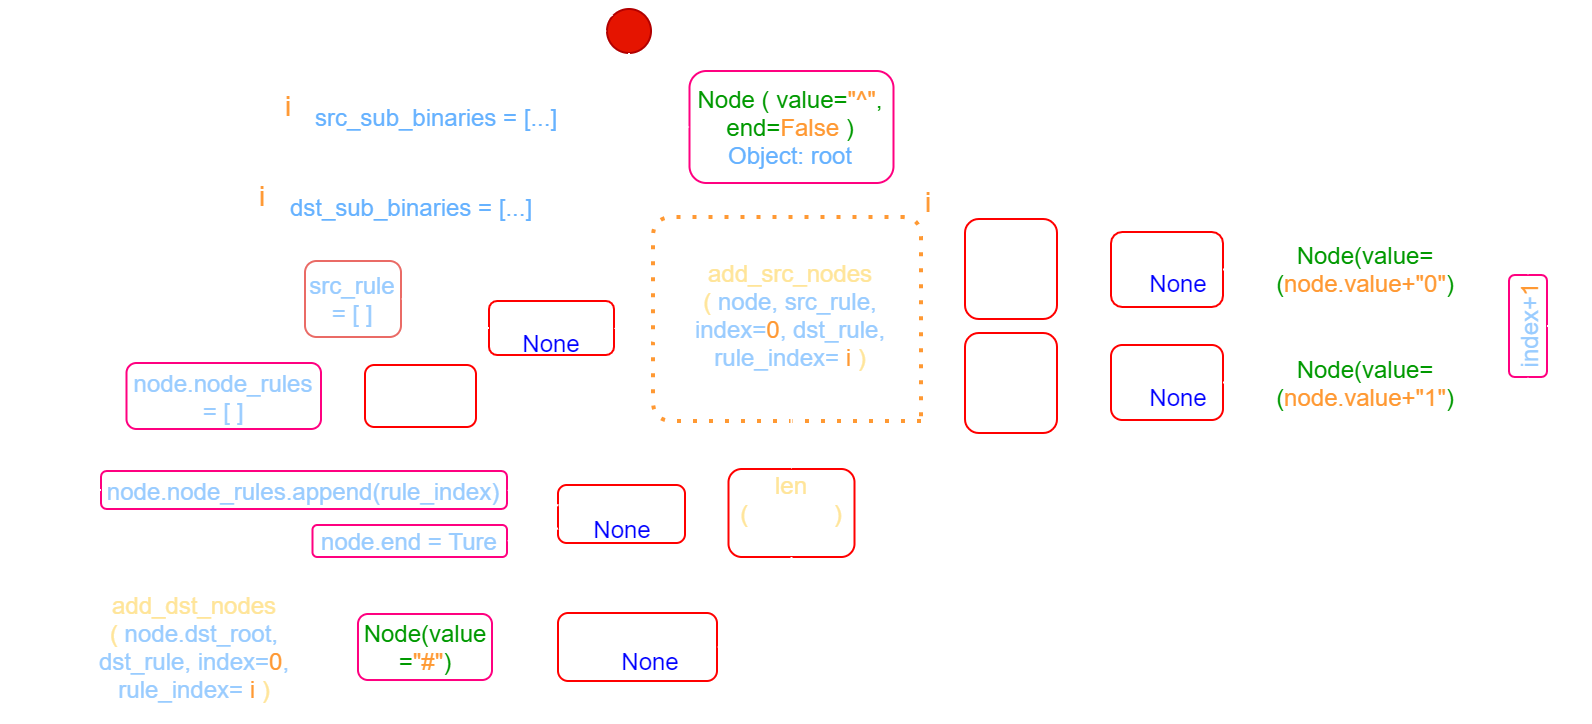 Node ( value="^",
end=False )
Object: root
i
src_sub_binaries = [...]
i
dst_sub_binaries = [...]
i
add_src_nodes
( node, src_rule,
index=0, dst_rule,
rule_index= i )
src_rule
= [ ]
None
node.node_rules
= [ ]
None
Node(value=
(node.value+"0")
None
Node(value=
(node.value+"1")
index+1
node.node_rules.append(rule_index)
node.end = Ture
None
len
( )
add_dst_nodes
( node.dst_root,
dst_rule, index=0,
rule_index= i )
Node(value
="#")
None